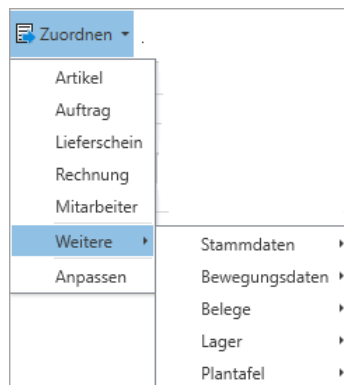 Zuordnen
Artikel
Auftrag
Lieferschein
Rechnung
Mitarbeiter
Weitere
Anpassen
Stammdaten
Bewegungsdaten
Belege
Lager
Plantafel